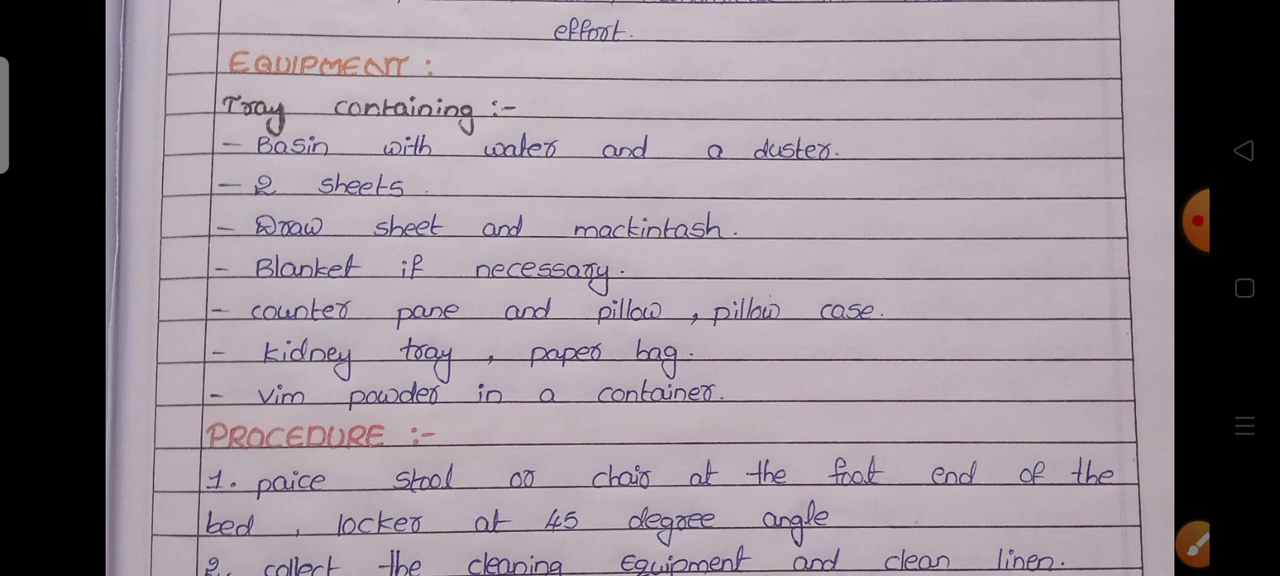 effort.
EQUIPMENT :
Tray containing :-
- Basin with water and a duster.
- 2 sheets.
- Draw sheet and mackintash.
- Blanket if necessary.
- counter pane and pillow, pillow case.
- kidney tray, paper bag.
- vim powder in a container.
PROCEDURE :-
1. paice stool or chair at the foot end of the
bed, locker at 45 degree angle
2. collect the cleaning Equipment and clean linen.